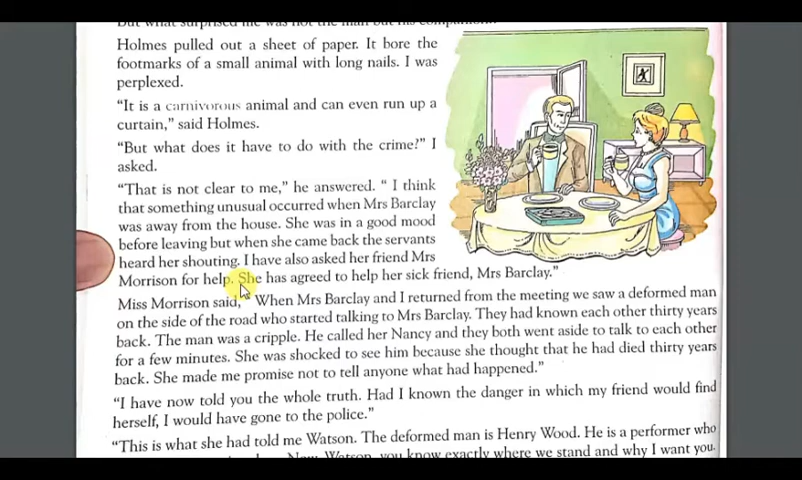 Holmes pulled out a sheet of paper. It bore the
footmarks of a small animal with long nails. I was
perplexed.
"It is a carnivorous animal and can even run up a
curtain," said Holmes.
"But what does it have to do with the crime?" I
asked.
"That is not clear to me," he answered. " I think
that something unusual occurred when Mrs Barclay
was away from the house. She was in a good mood
before leaving but when she came back the servants
heard her shouting. I have also asked her friend Mrs
Morrison for help. She has agreed to help her sick friend, Mrs Barclay."
Miss Morrison said, " When Mrs Barclay and I returned from the meeting we saw a deformed man
on the side of the road who started talking to Mrs Barclay. They had known each other thirty years
back. The man was a cripple. He called her Nancy and they both went aside to talk to each other
for a few minutes. She was shocked to see him because she thought that he had died thirty years
back. She made me promise not to tell anyone what had happened."
"I have now told you the whole truth. Had I known the danger in which my friend would find
herself, I would have gone to the police."
"This is what she had told me Watson. The deformed man is Henry Wood. He is a performer who
Watson, you know exactly where we stand and why I want you.